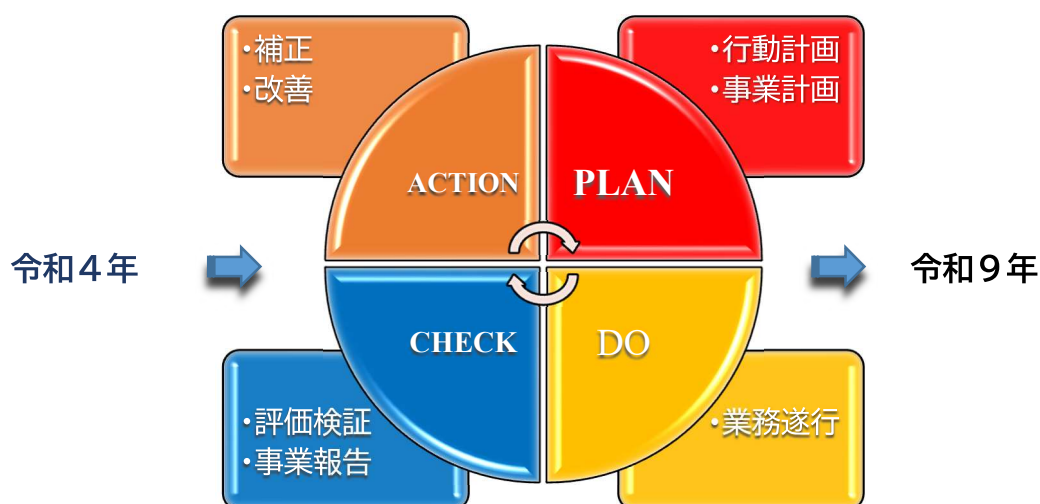 ・補正
・改善
・行動計画
・事業計画
ACTION
PLAN
令和４年
令和９年
CHECK
DO
・評価検証
・事業報告
・業務遂行